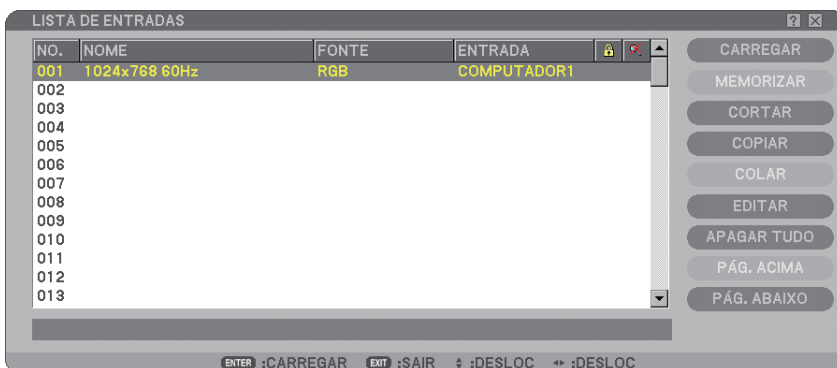 LISTA DE ENTRADAS
NO. NOME FONTE ENTRADA
001 1024x768 60Hz RGB COMPUTADOR1
002
003
004
005
006
007
008
009
010
011
012
013
CARREGAR
MEMORIZAR
CORTAR
COPIAR
COLAR
EDITAR
APAGAR TUDO
PÁG. ACIMA
PÁG. ABAIXO
ENTER :CARREGAR EXIT :SAIR :DESLOC :DESLOC